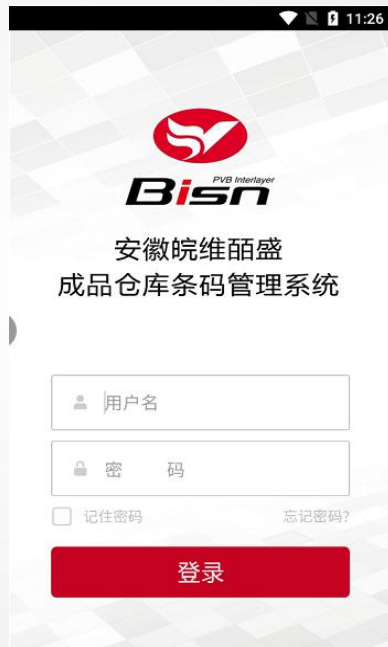 11:26
PVB Interlayer
Bisn
安徽皖维皕盛
成品仓库条码管理系统
用户名
密 码
记住密码 忘记密码?
登录